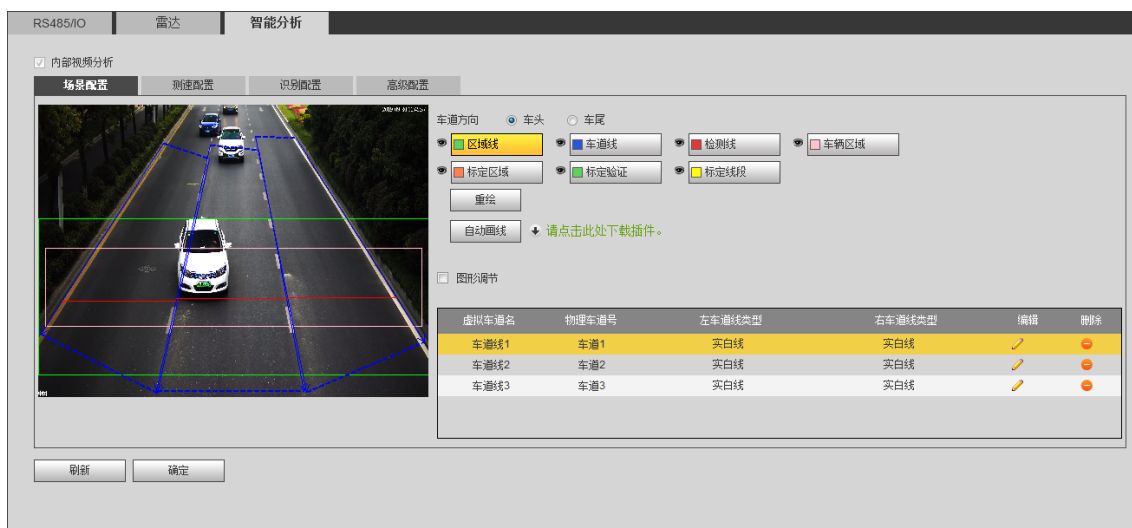 RS485/IO 雷达 智能分析
内部视频分析
场景配置 测速配置 识别配置 高级配置
车道方向 车头 车尾
区域线 车道线 检测线 车辆区域
标定区域 标定验证 标定线段
重绘
自动画线 请点击此处下载插件。
图形调节
虚拟车道名 物理车道号 左车道线类型 右车道线类型 编辑 删除
车道线1 车道1 实白线 实白线
车道线2 车道2 实白线 实白线
车道线3 车道3 实白线 实白线
刷新 确定